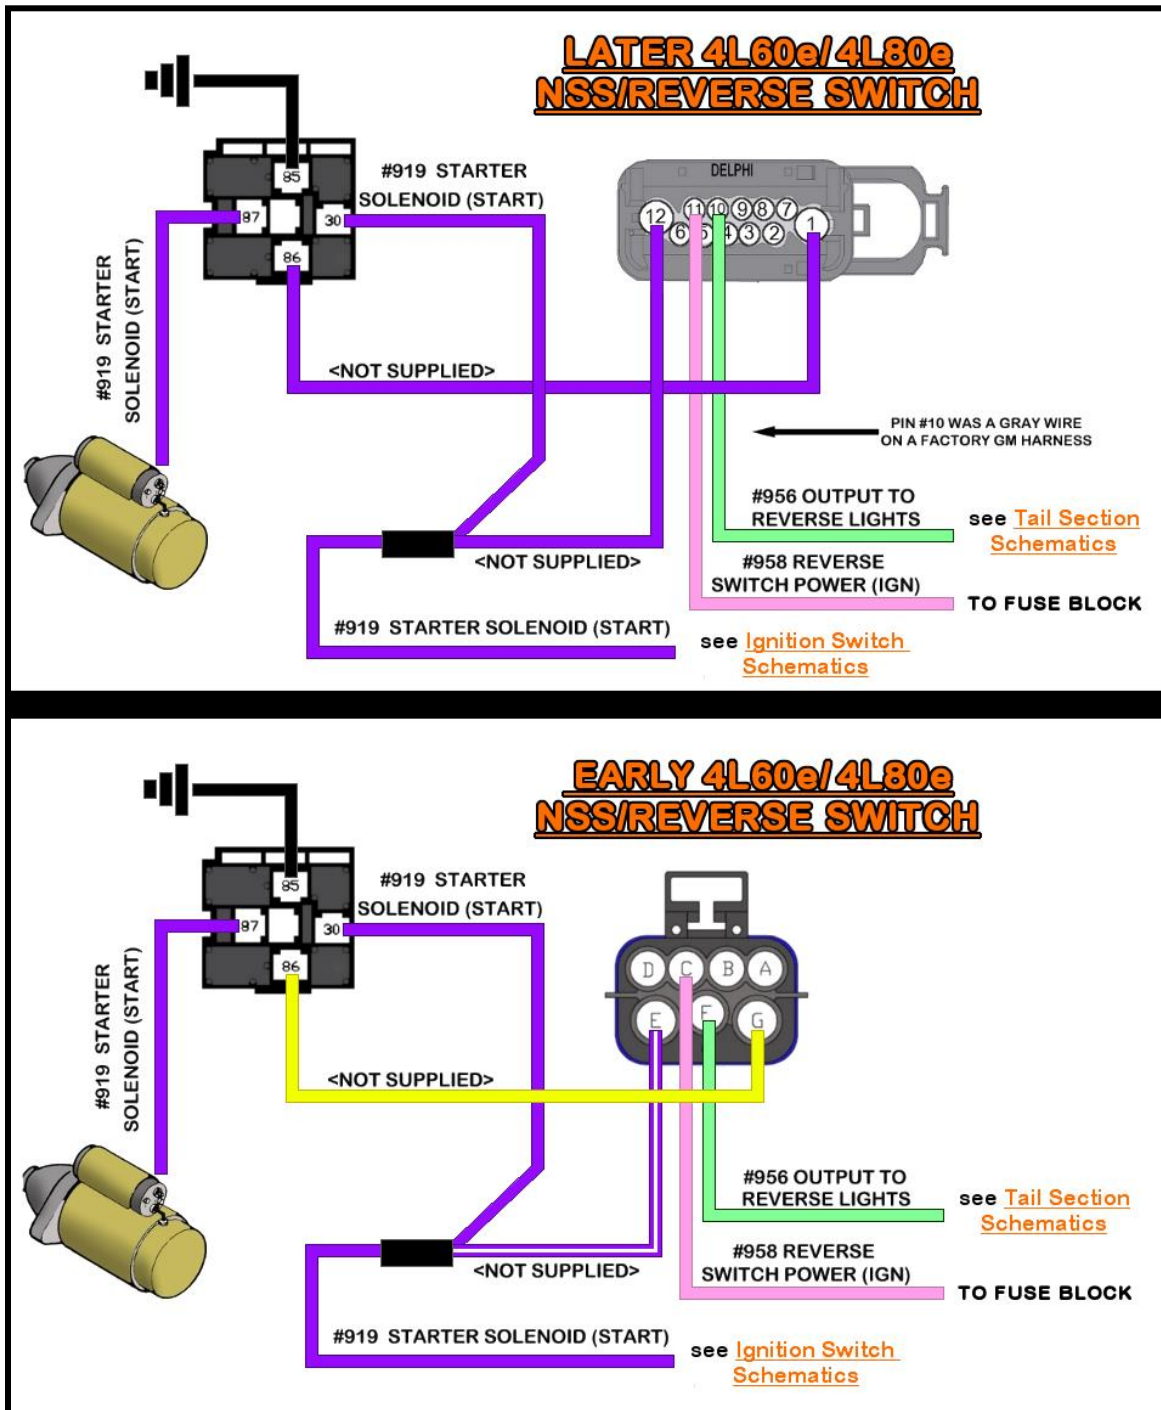 LATER 4L60e/4L80e
NSS/REVERSE SWITCH
#919 STARTER
SOLENOID (START)
85
87
30
86
#919 STARTER
SOLENOID (START)
DELPHI
12
11
10
9
8
7
6
5
4
3
2
1
<NOT SUPPLIED>
PIN #10 WAS A GRAY WIRE
ON A FACTORY GM HARNESS
#956 OUTPUT TO
REVERSE LIGHTS
see Tail Section
Schematics
<NOT SUPPLIED>
#958 REVERSE
SWITCH POWER (IGN)
TO FUSE BLOCK
#919 STARTER SOLENOID (START)
see Ignition Switch
Schematics
EARLY 4L60e/4L80e
NSS/REVERSE SWITCH
#919 STARTER
SOLENOID (START)
85
87
30
86
#919 STARTER
SOLENOID (START)
D
C
B
A
E
F
G
<NOT SUPPLIED>
#956 OUTPUT TO
REVERSE LIGHTS
see Tail Section
Schematics
<NOT SUPPLIED>
#958 REVERSE
SWITCH POWER (IGN)
TO FUSE BLOCK
#919 STARTER SOLENOID (START)
see Ignition Switch
Schematics